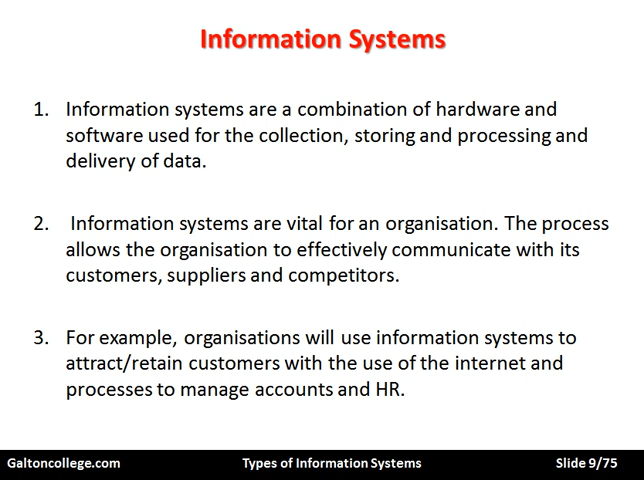 Information Systems
1. Information systems are a combination of hardware and
software used for the collection, storing and processing and
delivery of data.
2. Information systems are vital for an organisation. The process
allows the organisation to effectively communicate with its
customers, suppliers and competitors.
3. For example, organisations will use information systems to
attract/retain customers with the use of the internet and
processes to manage accounts and HR.
Galtoncollege.com Types of Information Systems Slide 9/75